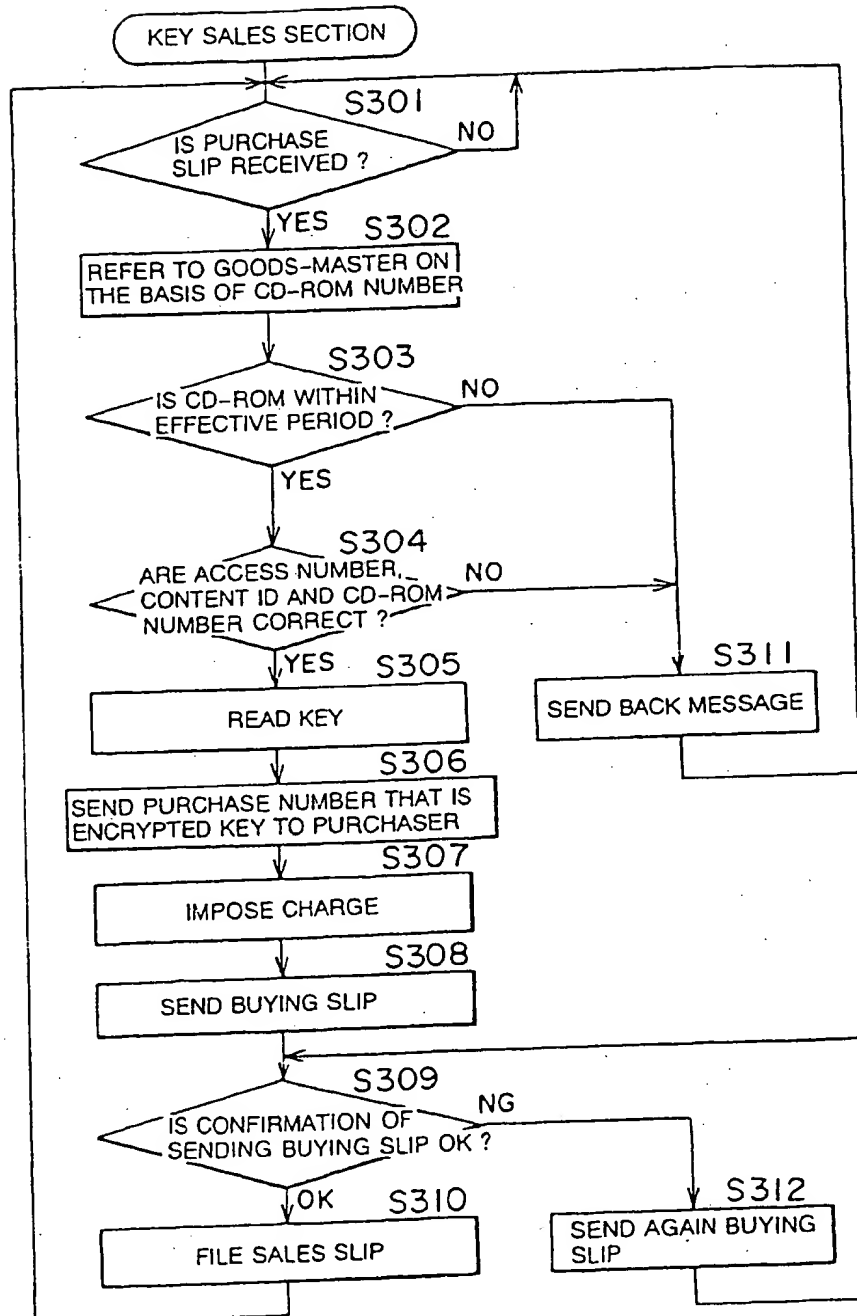 KEY SALES SECTION
S301
IS PURCHASE
SLIP RECEIVED ?
NO
YES
S302
REFER TO GOODS-MASTER ON
THE BASIS OF CD-ROM NUMBER
S303
IS CD-ROM WITHIN
EFFECTIVE PERIOD ?
NO
YES
S304
ARE ACCESS NUMBER,
CONTENT ID AND CD-ROM
NUMBER CORRECT ?
NO
YES
S305
READ KEY
S311
SEND BACK MESSAGE
S306
SEND PURCHASE NUMBER THAT IS
ENCRYPTED KEY TO PURCHASER
S307
IMPOSE CHARGE
S308
SEND BUYING SLIP
S309
IS CONFIRMATION OF
SENDING BUYING SLIP OK ?
NG
OK
S310
FILE SALES SLIP
S312
SEND AGAIN BUYING
SLIP